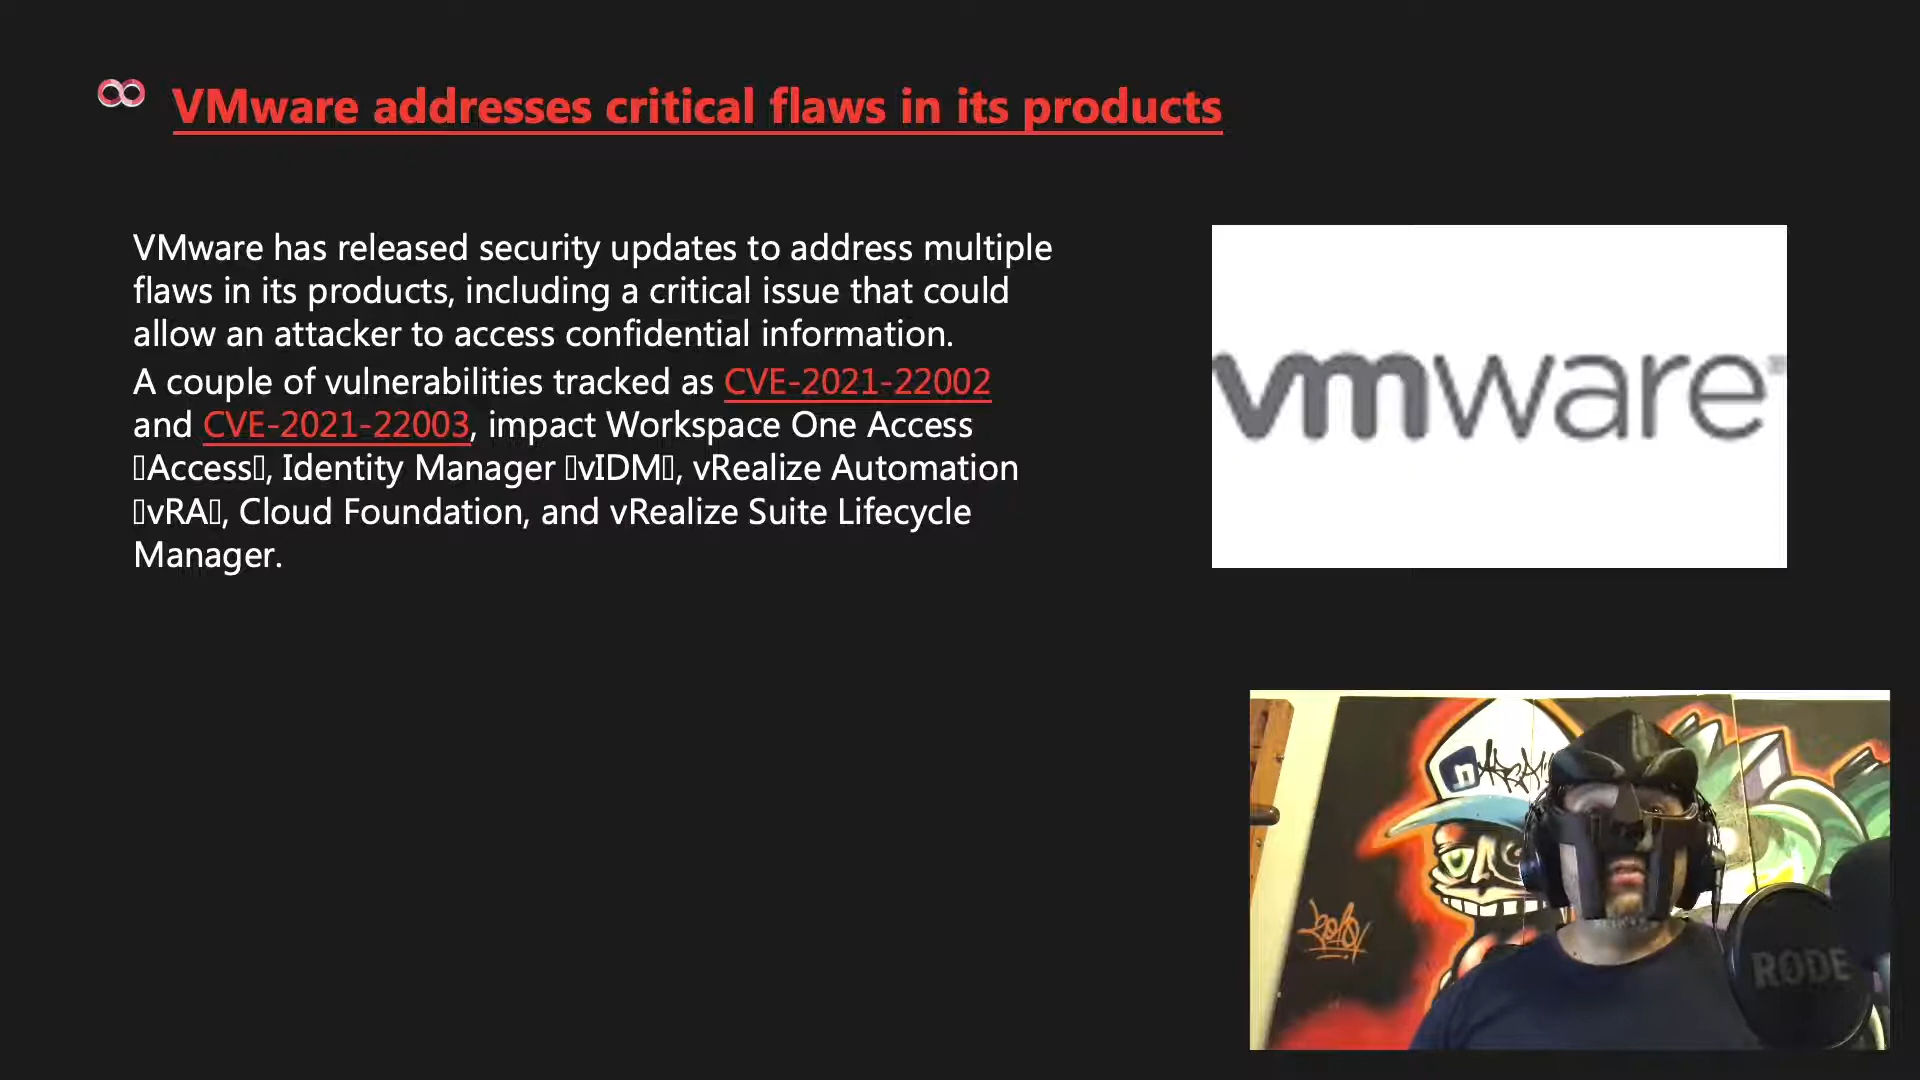 VMware addresses critical flaws in its products
VMware has released security updates to address multiple
flaws in its products, including a critical issue that could
allow an attacker to access confidential information.
A couple of vulnerabilities tracked as CVE-2021-22002
and CVE-2021-22003, impact Workspace One Access
▯Access▯, Identity Manager ▯vIDM▯, vRealize Automation
▯vRA▯, Cloud Foundation, and vRealize Suite Lifecycle
Manager.
vmware®
RODE